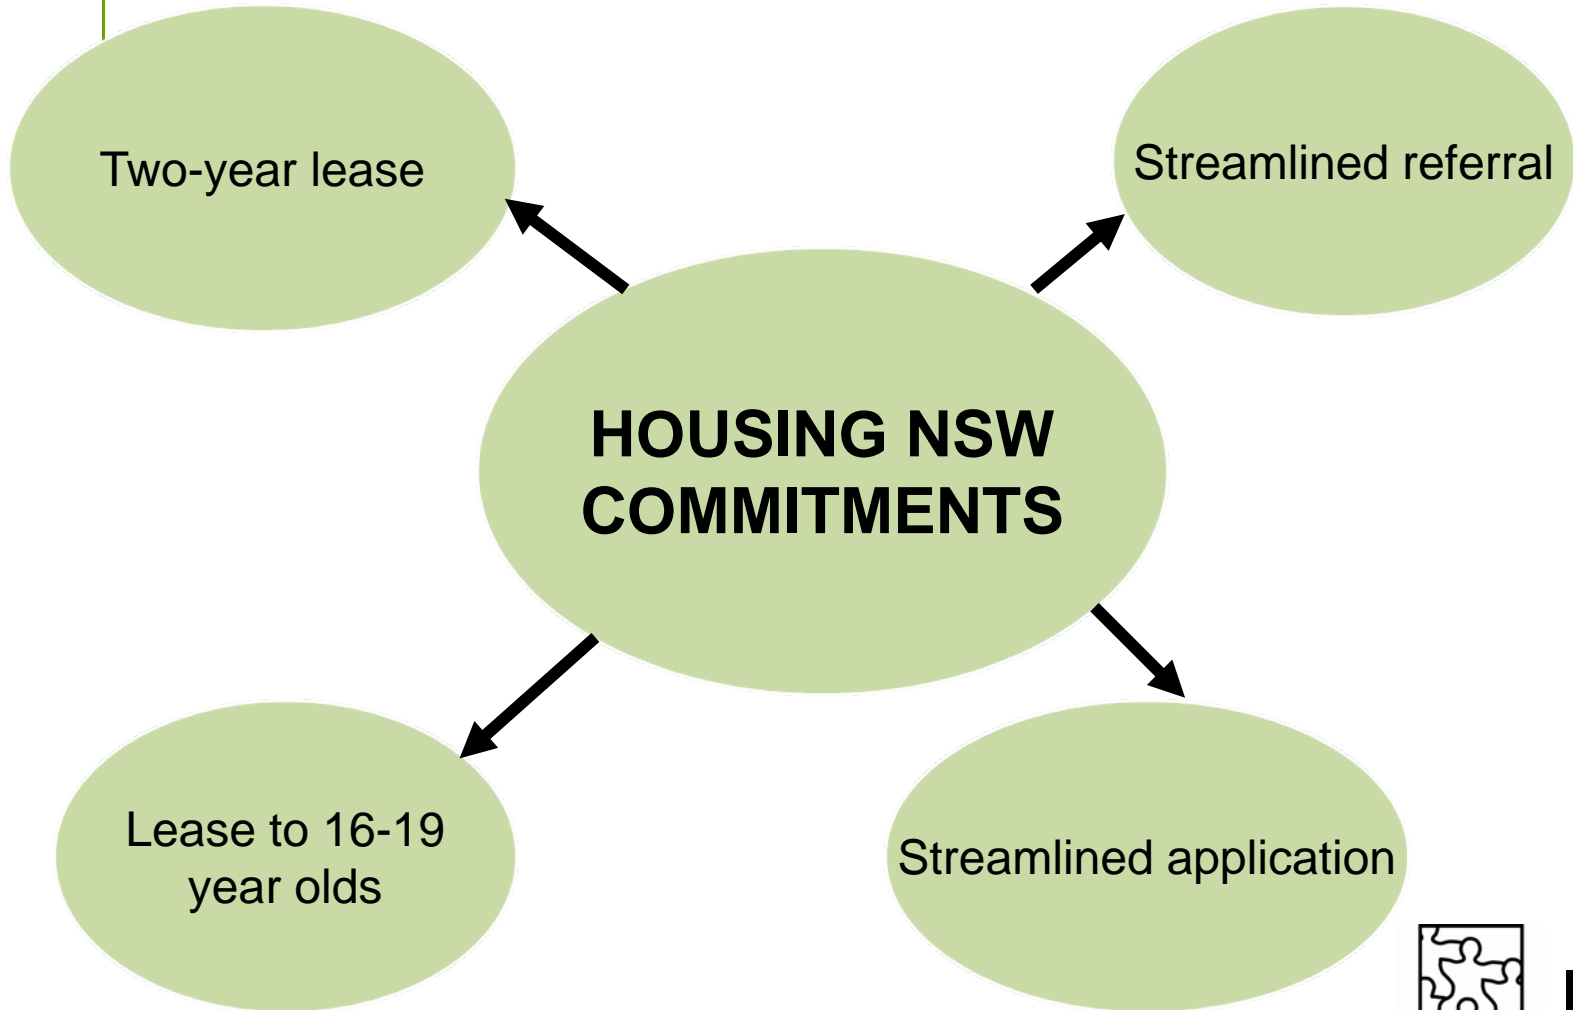 Two-year lease
Streamlined referral
HOUSING NSW
COMMITMENTS
Lease to 16-19
year olds
Streamlined application